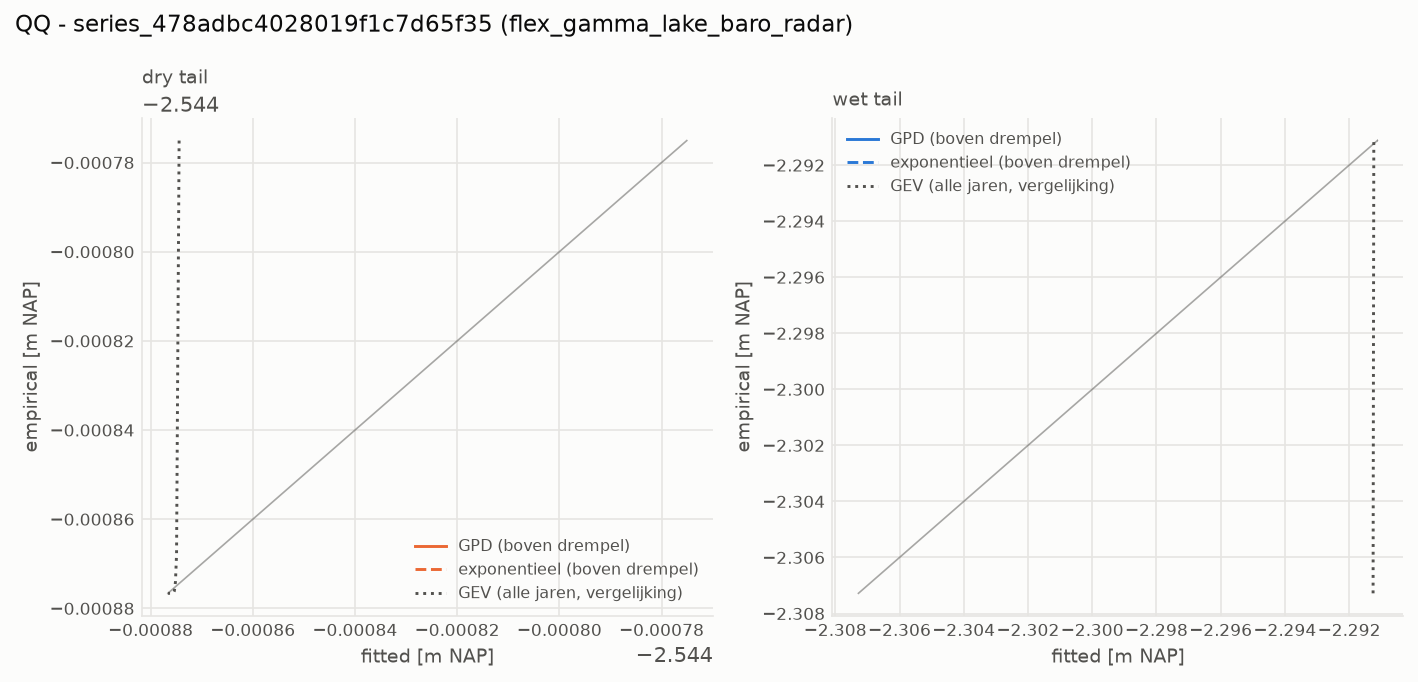 QQ - series_478adbc4028019f1c7d65f35 (flex_gamma_lake_baro_radar)
dry tail
−2.544
−0.00078
−0.00080
−0.00082
−0.00084
−0.00086
−0.00088
empirical [m NAP]
GPD (boven drempel)
exponentieel (boven drempel)
GEV (alle jaren, vergelijking)
−0.00088 −0.00086 −0.00084 −0.00082 −0.00080 −0.00078
fitted [m NAP]
−2.544
wet tail
GPD (boven drempel)
exponentieel (boven drempel)
GEV (alle jaren, vergelijking)
−2.292
−2.294
−2.296
−2.298
−2.300
−2.302
−2.304
−2.306
−2.308
empirical [m NAP]
−2.308 −2.306 −2.304 −2.302 −2.300 −2.298 −2.296 −2.294 −2.292
fitted [m NAP]